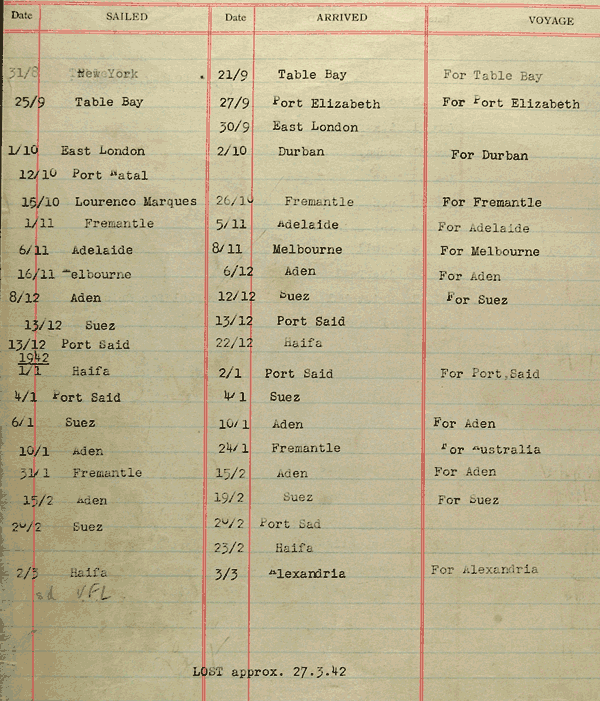 Date SAILED Date ARRIVED VOYAGE
31/8 New York 21/9 Table Bay For Table Bay
25/9 Table Bay 27/9 Port Elizabeth For Port Elizabeth
30/9 East London
1/10 East London 2/10 Durban For Durban
12/10 Port Natal
15/10 Lourenco Marques 26/10 Fremantle For Fremantle
1/11 Fremantle 5/11 Adelaide For Adelaide
6/11 Adelaide 8/11 Melbourne For Melbourne
16/11 Melbourne 6/12 Aden For Aden
8/12 Aden 12/12 Suez For Suez
13/12 Suez 13/12 Port Said
13/12 Port Said 22/12 Haifa
1942
1/1 Haifa 2/1 Port Said For Port Said
4/1 Port Said 4/1 Suez
6/1 Suez 10/1 Aden For Aden
10/1 Aden 24/1 Fremantle For Australia
31/1 Fremantle 15/2 Aden For Aden
15/2 Aden 19/2 Suez For Suez
20/2 Suez 20/2 Port Sad
23/2 Haifa
2/3 Haifa 3/3 Alexandria For Alexandria
sd VFL
LOST approx. 27.3.42